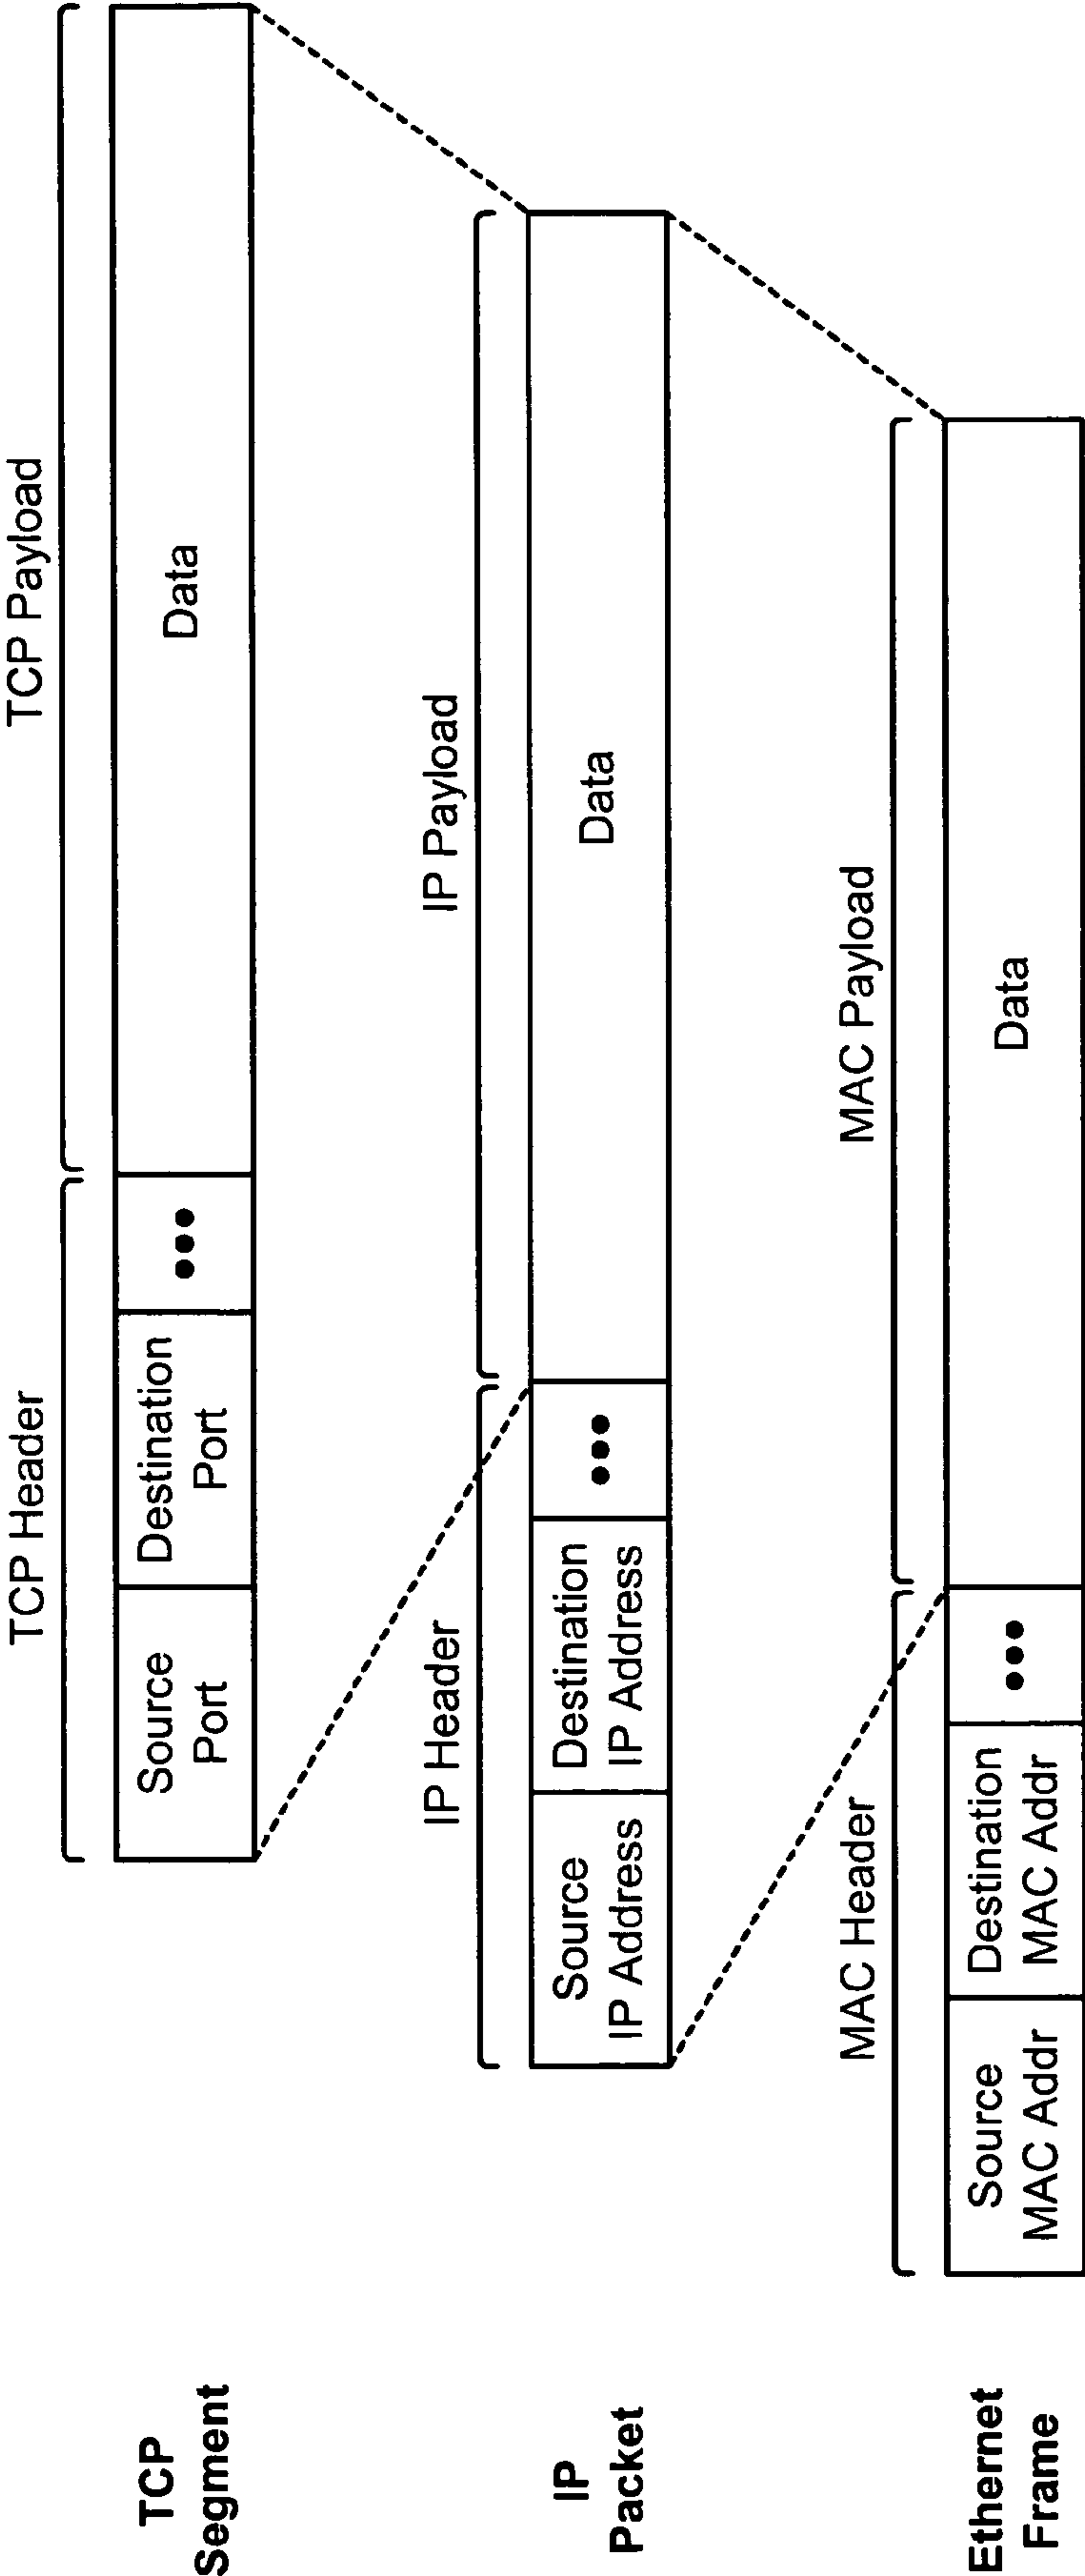 TCP Header
TCP Payload
TCP
Segment
Source
Port
Destination
Port
•••
Data
IP Header
IP Payload
IP
Packet
Source
IP Address
Destination
IP Address
•••
Data
MAC Header
MAC Payload
Ethernet
Frame
Source
MAC Addr
Destination
MAC Addr
•••
Data